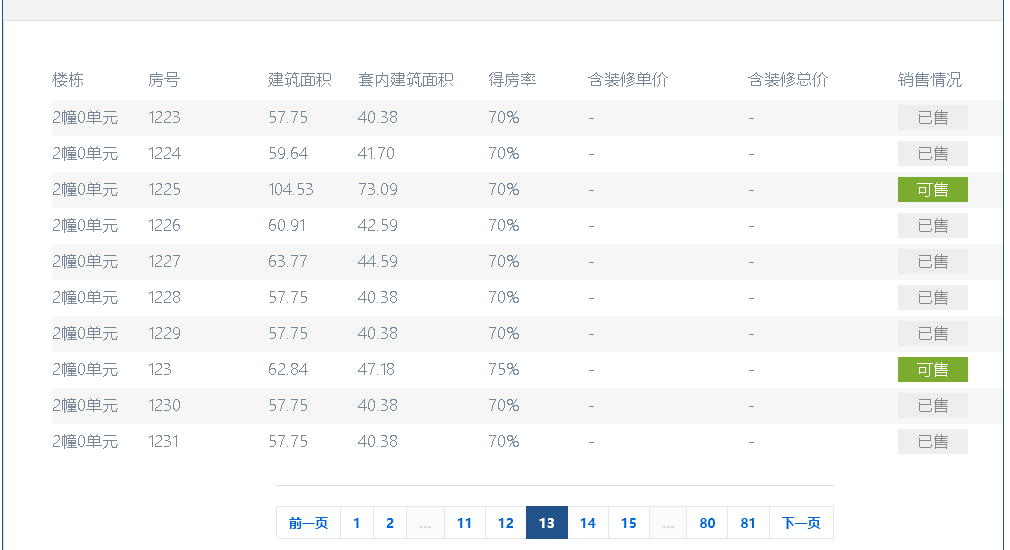 楼栋 房号 建筑面积 套内建筑面积 得房率 含装修单价 含装修总价 销售情况
2幢0单元 1223 57.75 40.38 70% - - 已售
2幢0单元 1224 59.64 41.70 70% - - 已售
2幢0单元 1225 104.53 73.09 70% - - 可售
2幢0单元 1226 60.91 42.59 70% - - 已售
2幢0单元 1227 63.77 44.59 70% - - 已售
2幢0单元 1228 57.75 40.38 70% - - 已售
2幢0单元 1229 57.75 40.38 70% - - 已售
2幢0单元 123 62.84 47.18 75% - - 可售
2幢0单元 1230 57.75 40.38 70% - - 已售
2幢0单元 1231 57.75 40.38 70% - - 已售
前一页 1 2 ... 11 12 13 14 15 ... 80 81 下一页